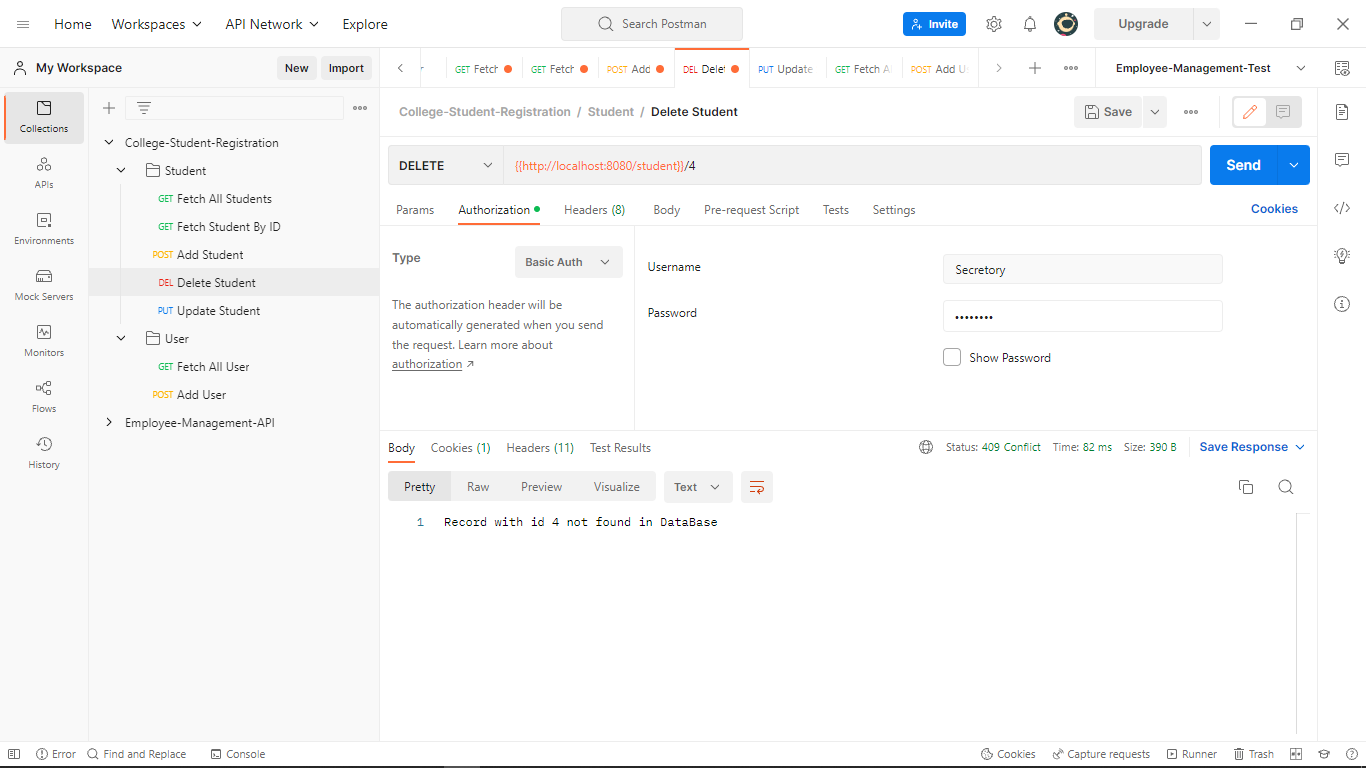 Home Workspaces API Network Explore Search Postman Invite Upgrade
My Workspace New Import GET Fetch GET Fetch POST Add DEL Delet PUT Update GET Fetch A POST Add U Employee-Management-Test
Collections
APIs
Environments
Mock Servers
Monitors
Flows
History
College-Student-Registration
Student
GET Fetch All Students
GET Fetch Student By ID
POST Add Student
DEL Delete Student
PUT Update Student
User
GET Fetch All User
POST Add User
Employee-Management-API
College-Student-Registration / Student / Delete Student Save
DELETE {{http://localhost:8080/student}}/4 Send
Params Authorization Headers (8) Body Pre-request Script Tests Settings Cookies
Type Basic Auth
The authorization header will be
automatically generated when you send
the request. Learn more about
authorization ↗
Username Secretory
Password ••••••••
Show Password
Body Cookies (1) Headers (11) Test Results Status: 409 Conflict Time: 82 ms Size: 390 B Save Response
Pretty Raw Preview Visualize Text
1 Record with id 4 not found in DataBase
Error Find and Replace Console Cookies Capture requests Runner Trash